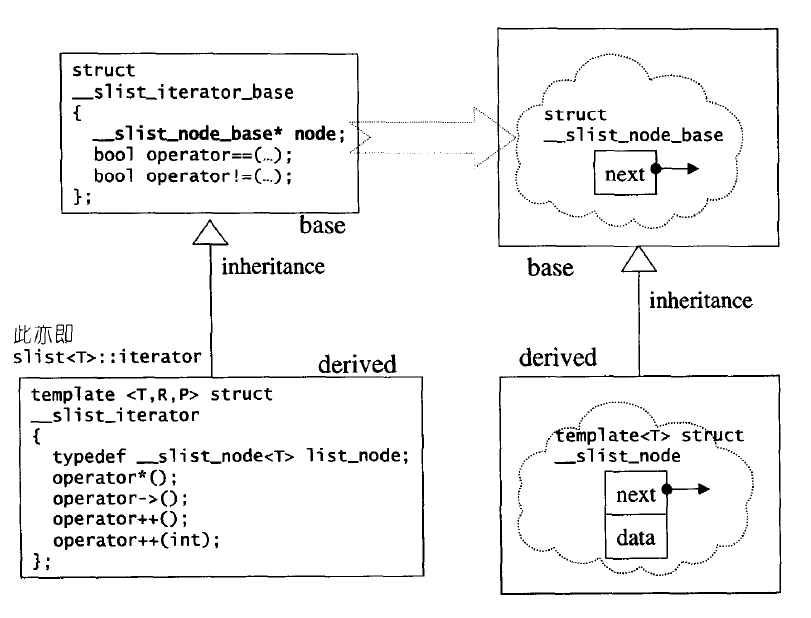 struct
__slist_iterator_base
{
__slist_node_base* node;
bool operator==(…);
bool operator!=(…);
};
base
inheritance
此亦即
slist<T>::iterator
derived
template <T,R,P> struct
__slist_iterator
{
typedef __slist_node<T> list_node;
operator*();
operator->();
operator++();
operator++(int);
};
struct
__slist_node_base
next
base
inheritance
derived
template<T> struct
__slist_node
next
data